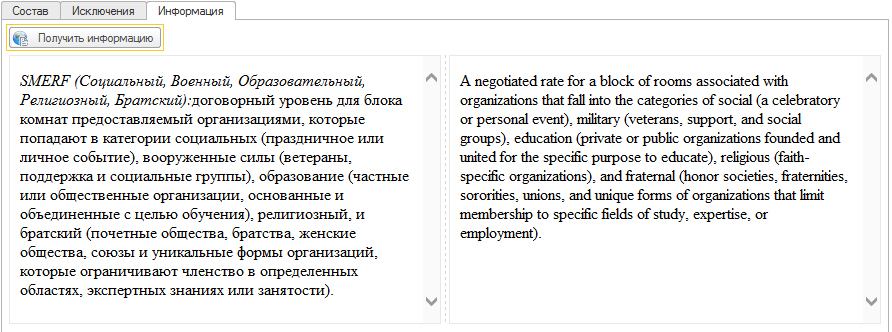 Состав Исключения Информация
Получить информацию
SMERF (Социальный, Военный, Образовательный,
Религиозный, Братский):договорный уровень для блока
комнат предоставляемый организациями, которые
попадают в категории социальных (праздничное или
личное событие), вооруженные силы (ветераны,
поддержка и социальные группы), образование (частные
или общественные организации, основанные и
объединенные с целью обучения), религиозный, и
братский (почетные общества, братства, женские
общества, союзы и уникальные формы организаций,
которые ограничивают членство в определенных
областях, экспертных знаниях или занятости).
A negotiated rate for a block of rooms associated with
organizations that fall into the categories of social (a celebratory
or personal event), military (veterans, support, and social
groups), education (private or public organizations founded and
united for the specific purpose to educate), religious (faith-
specific organizations), and fraternal (honor societies, fraternities,
sororities, unions, and unique forms of organizations that limit
membership to specific fields of study, expertise, or
employment).